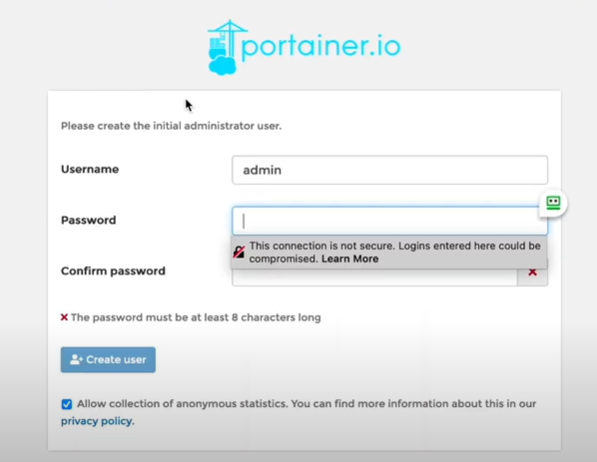 portainer.io
Please create the initial administrator user.
Username
admin
Password
This connection is not secure. Logins entered here could be
compromised. Learn More
Confirm password
The password must be at least 8 characters long
Create user
Allow collection of anonymous statistics. You can find more information about this in our
privacy policy.